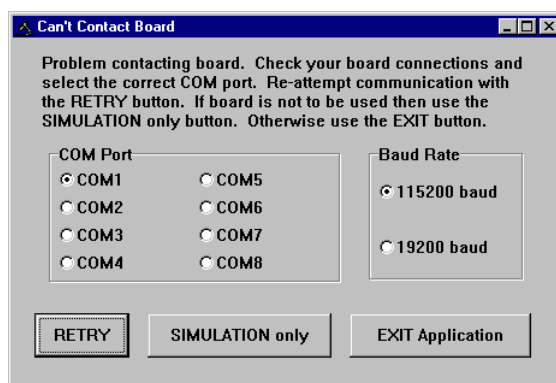 Can't Contact Board
Problem contacting board. Check your board connections and
select the correct COM port. Re-attempt communication with
the RETRY button. If board is not to be used then use the
SIMULATION only button. Otherwise use the EXIT button.
COM Port
COM1
COM2
COM3
COM4
COM5
COM6
COM7
COM8
Baud Rate
115200 baud
19200 baud
RETRY
SIMULATION only
EXIT Application